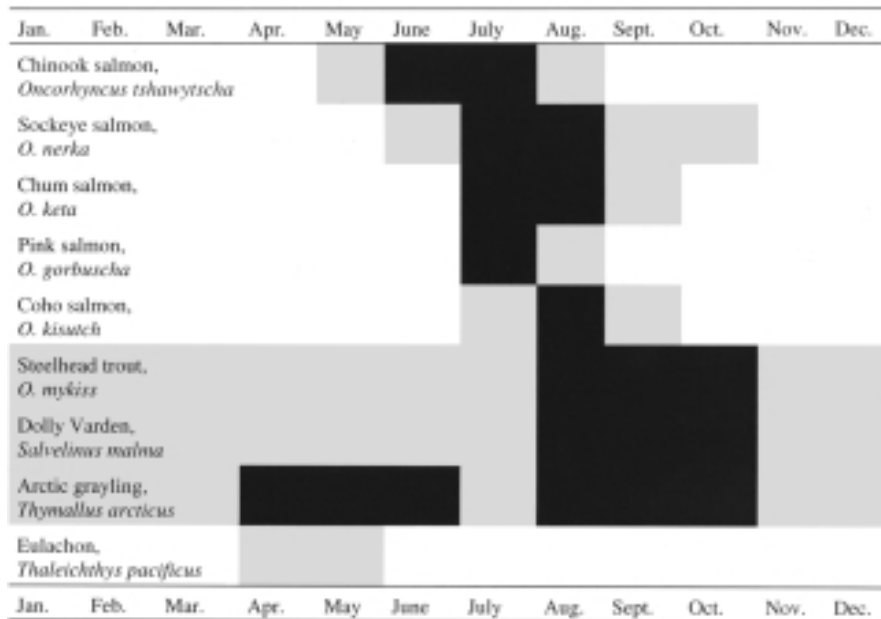 Jan. Feb. Mar. Apr. May June July Aug. Sept. Oct. Nov. Dec.
Chinook salmon,
Oncorhyncus tshawytscha
Sockeye salmon,
O. nerka
Chum salmon,
O. keta
Pink salmon,
O. gorbuscha
Coho salmon,
O. kisutch
Steelhead trout,
O. mykiss
Dolly Varden,
Salvelinus malma
Arctic grayling,
Thymallus arcticus
Eulachon,
Thaleichthys pacificus
Jan. Feb. Mar. Apr. May June July Aug. Sept. Oct. Nov. Dec.